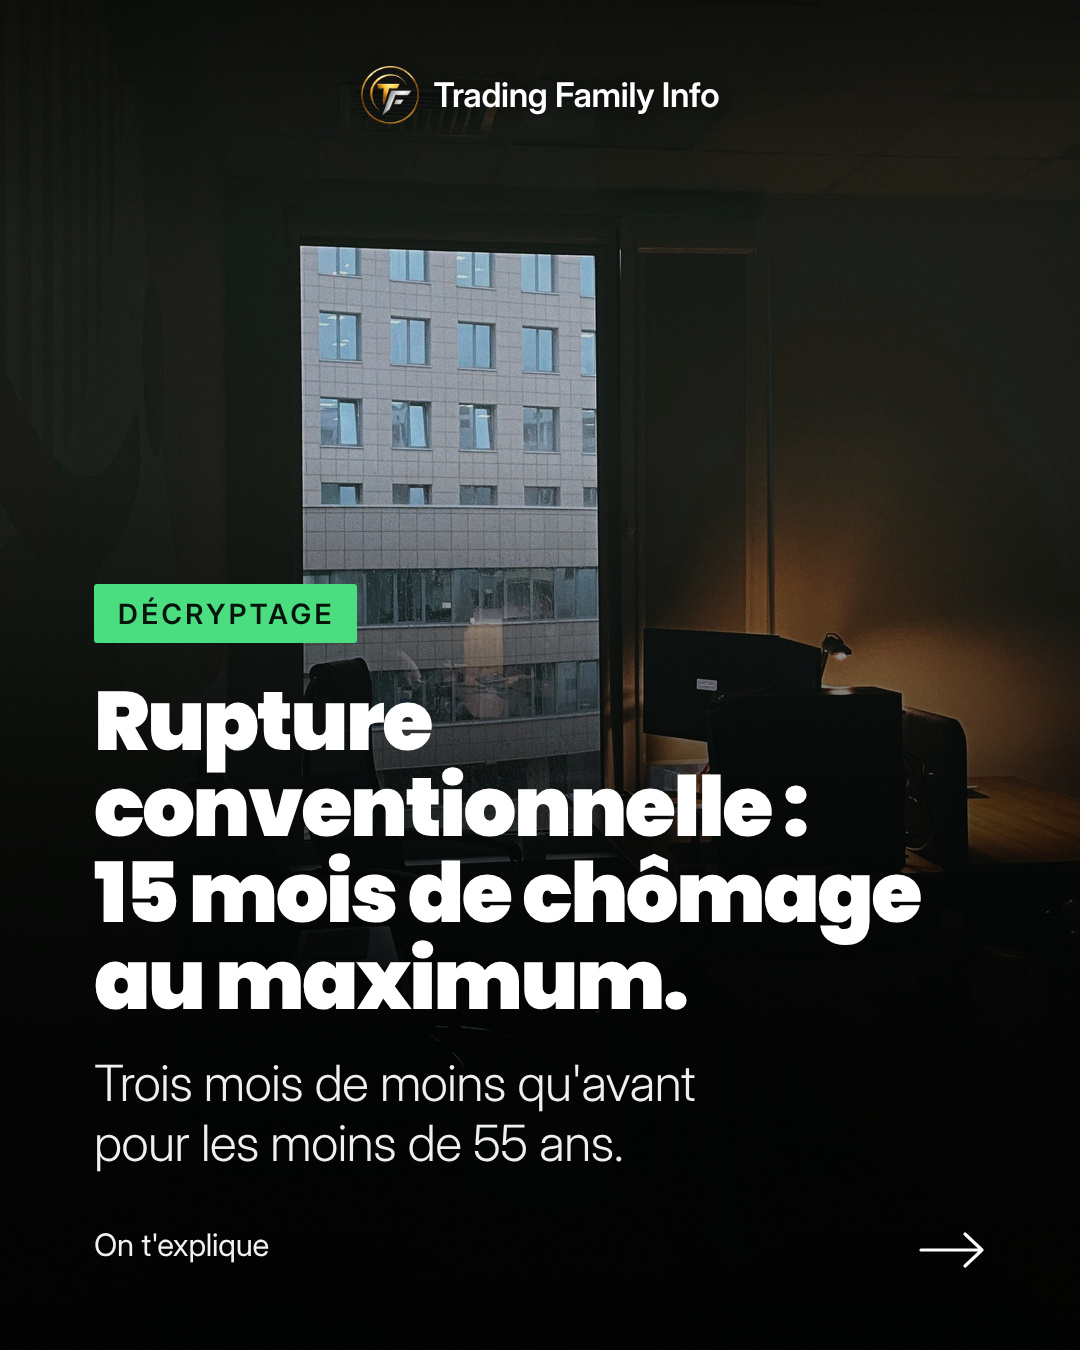 TF Trading Family Info
DÉCRYPTAGE
Rupture
conventionnelle :
15 mois de chômage
au maximum.
Trois mois de moins qu'avant
pour les moins de 55 ans.
On t'explique